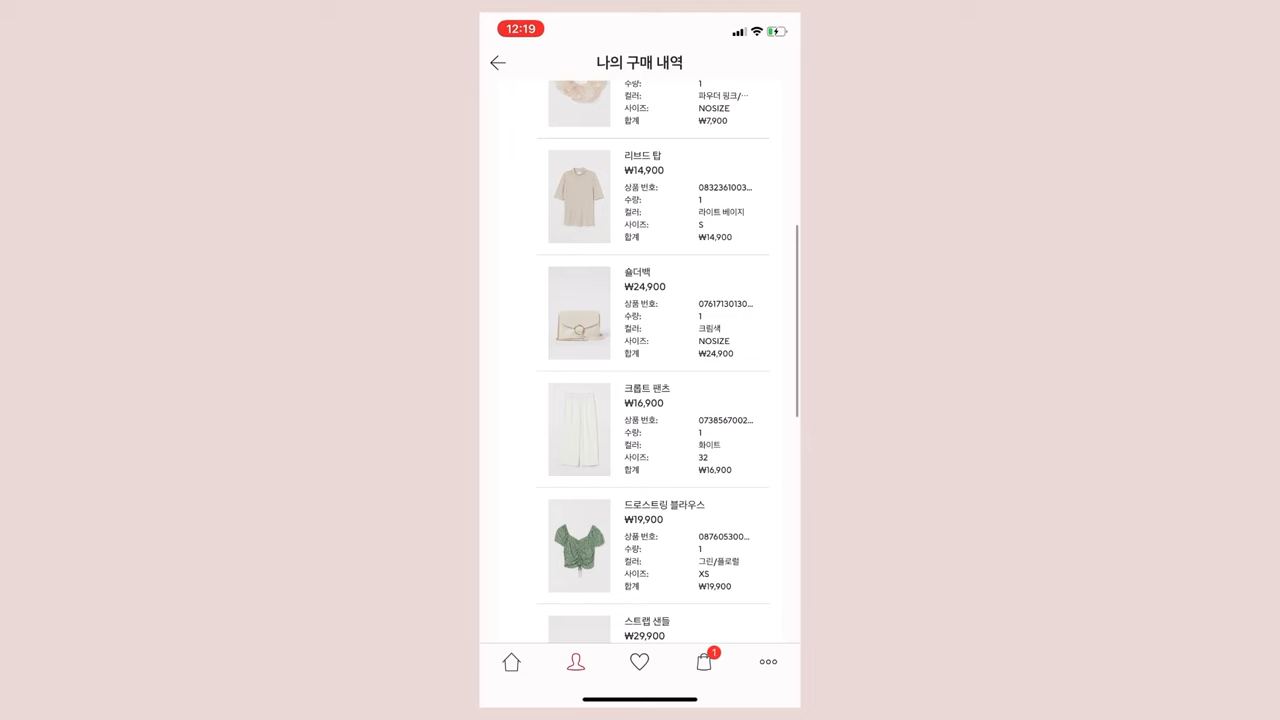 12:19
나의 구매 내역
수량: 1
컬러: 파우더 핑크/…
사이즈: NOSIZE
합계 ₩7,900
리브드 탑
₩14,900
상품 번호: 0832361003...
수량: 1
컬러: 라이트 베이지
사이즈: S
합계 ₩14,900
숄더백
₩24,900
상품 번호: 07617130130...
수량: 1
컬러: 크림색
사이즈: NOSIZE
합계 ₩24,900
크롭트 팬츠
₩16,900
상품 번호: 0738567002...
수량: 1
컬러: 화이트
사이즈: 32
합계 ₩16,900
드로스트링 블라우스
₩19,900
상품 번호: 087605300...
수량: 1
컬러: 그린/플로럴
사이즈: XS
합계 ₩19,900
스트랩 샌들
₩29,900
1